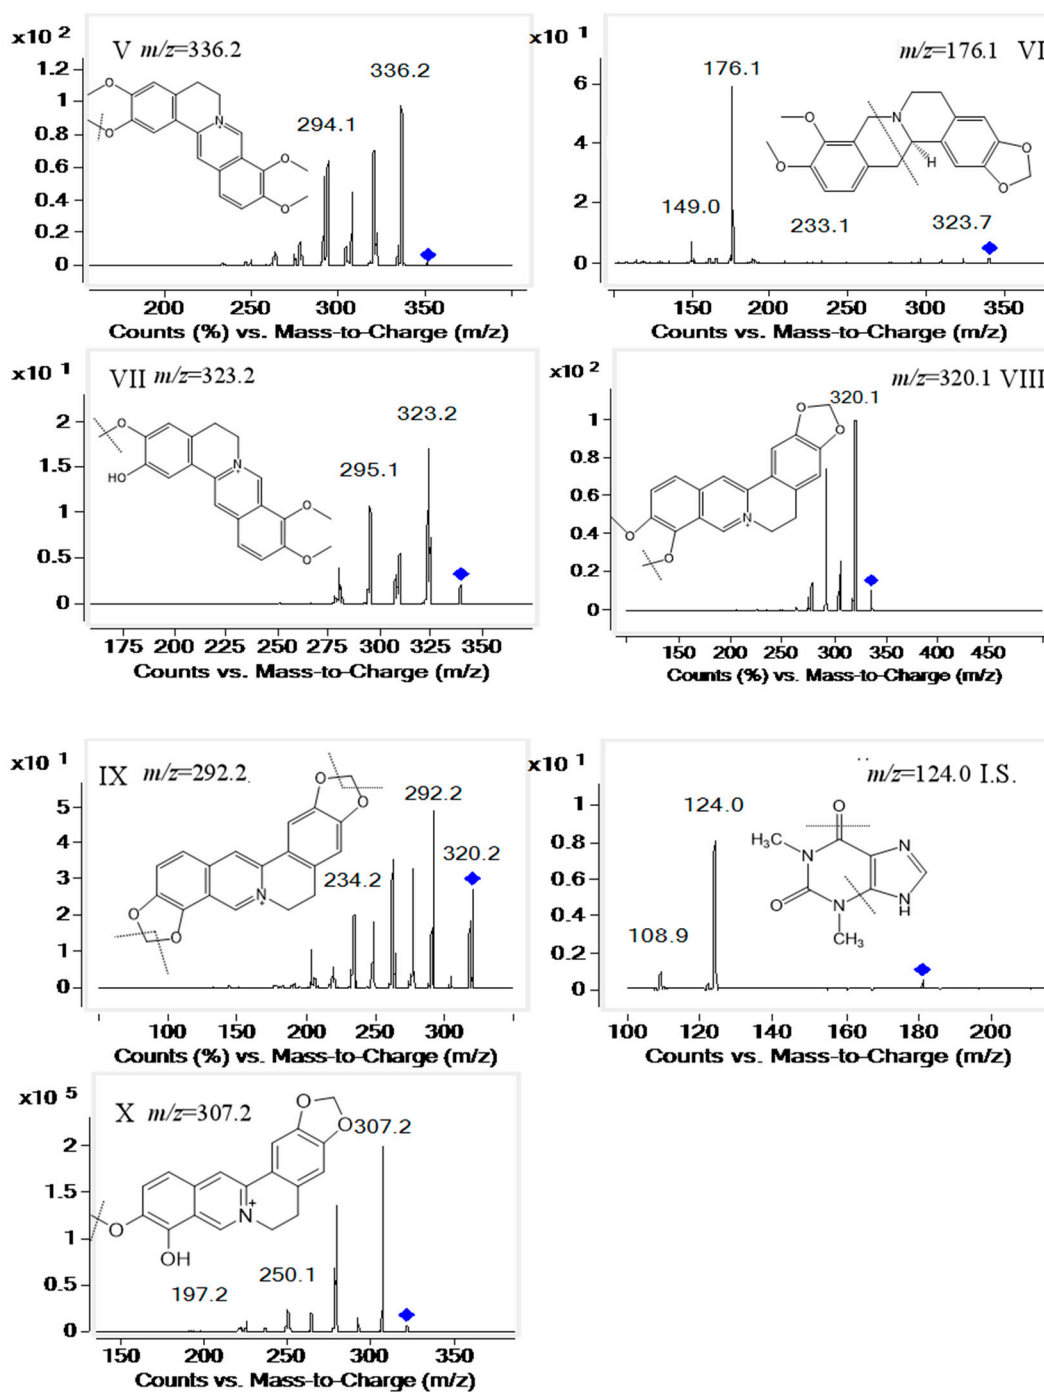 x10 2
V m/z=336.2
1.2
1
0.8
0.6
0.4
0.2
0
336.2
294.1
200 250 300 350
Counts (%) vs. Mass-to-Charge (m/z)
x10 1
m/z=176.1 VI
6
4
2
0
176.1
149.0
233.1
323.7
O
O
N
H
O
O
150 200 250 300 350
Counts vs. Mass-to-Charge (m/z)
x10 1
VII m/z=323.2
2
1.5
1
0.5
0
323.2
295.1
O
HO
N+
O
O
175 200 225 250 275 300 325 350
Counts vs. Mass-to-Charge (m/z)
x10 2
m/z=320.1 VIII
320.1
1
0.8
0.6
0.4
0.2
0
O
O
N+
O
O
200 250 300 350 400 450
Counts (%) vs. Mass-to-Charge (m/z)
x10 1
IX m/z=292.2
5
4
3
2
1
0
292.2
320.2
234.2
O
O
N+
O
O
100 150 200 250 300
Counts (%) vs. Mass-to-Charge (m/z)
x10 1
m/z=124.0 I.S.
1
0.8
0.6
0.4
0.2
0
124.0
108.9
O
H3C
N
N
O
N
N
H
CH3
100 120 140 160 180 200
Counts vs. Mass-to-Charge (m/z)
x10 5
X m/z=307.2
2
1.5
1
0.5
0
307.2
250.1
197.2
O
O
N+
O
OH
150 200 250 300 350
Counts vs. Mass-to-Charge (m/z)